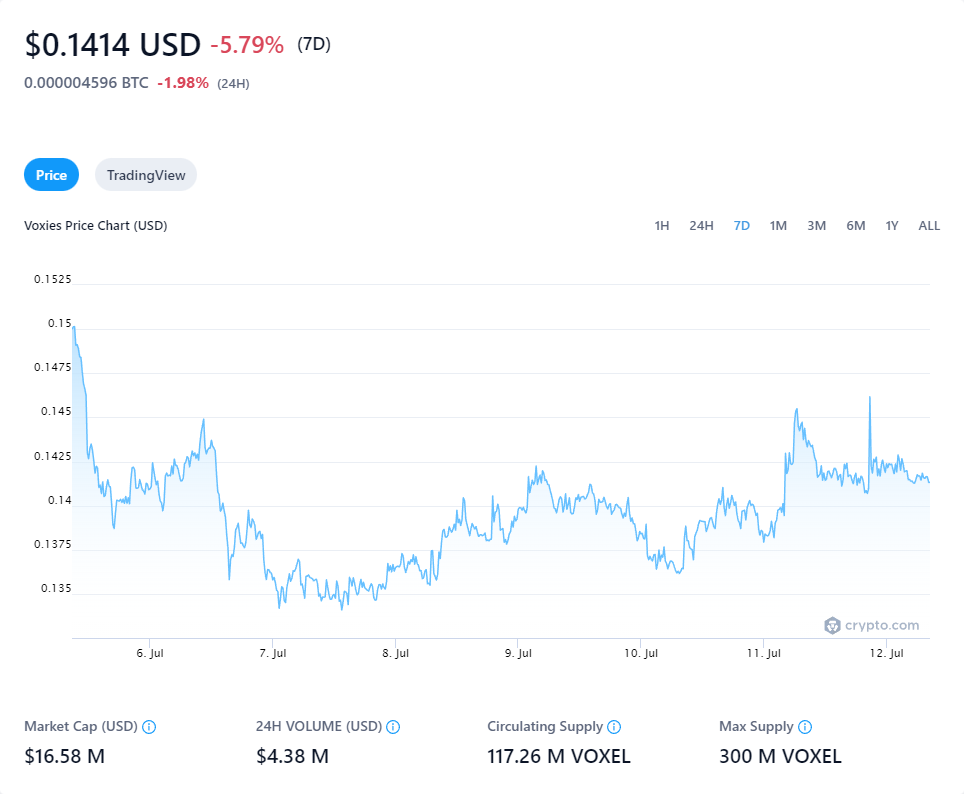 $0.1414 USD -5.79% (7D)
0.000004596 BTC -1.98% (24H)
Price TradingView
Voxies Price Chart (USD) 1H 24H 7D 1M 3M 6M 1Y ALL
0.1525
0.15
0.1475
0.145
0.1425
0.14
0.1375
0.135
crypto.com
6. Jul 7. Jul 8. Jul 9. Jul 10. Jul 11. Jul 12. Jul
Market Cap (USD) 24H VOLUME (USD) Circulating Supply Max Supply
$16.58 M $4.38 M 117.26 M VOXEL 300 M VOXEL